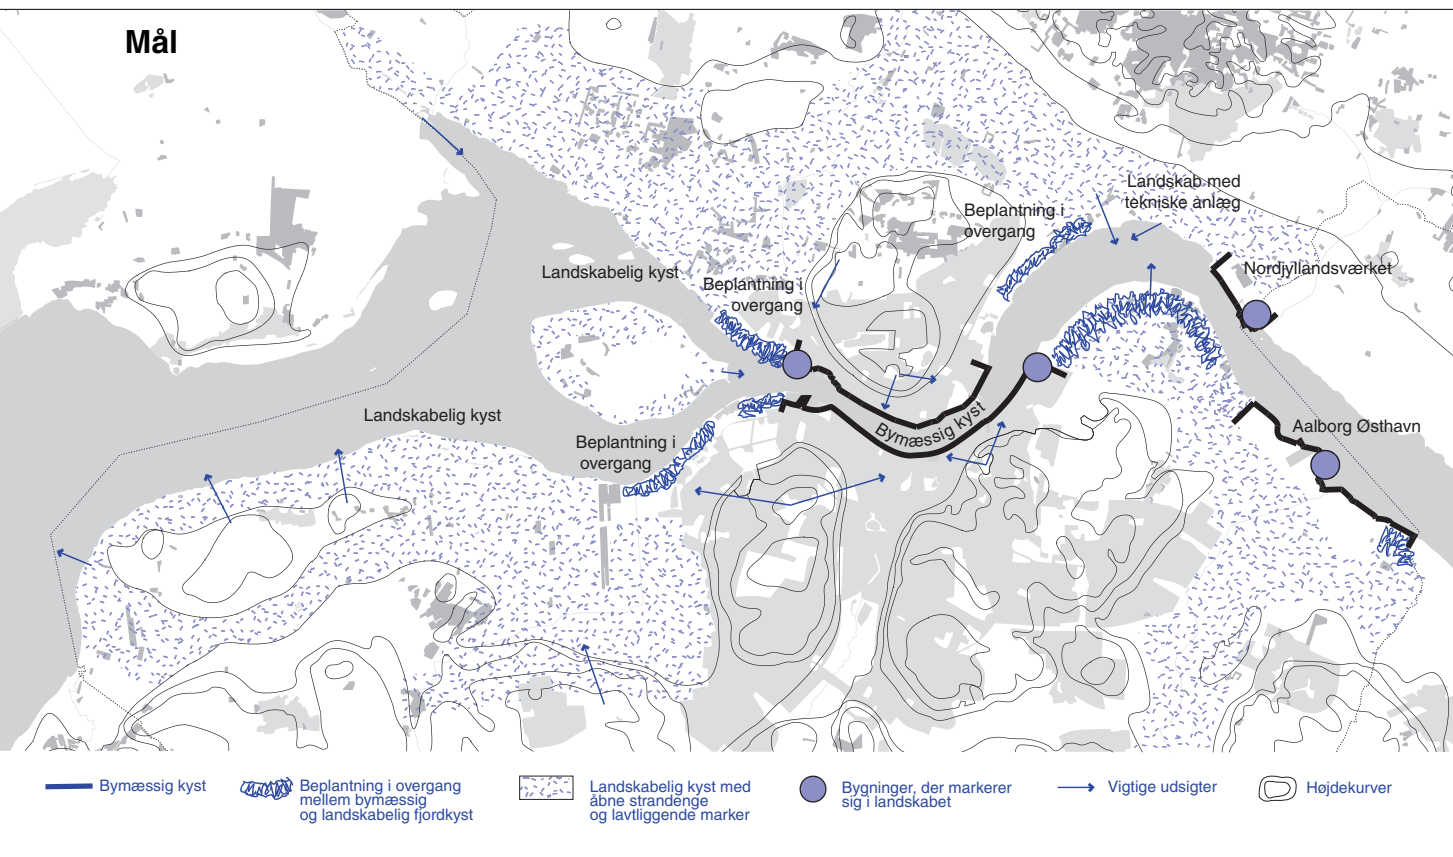 Mål
Landskab med
tekniske anlæg
Beplantning i
overgang
Nordjyllandsværket
Landskabelig kyst
Beplantning i
overgang
Landskabelig kyst
Bymæssig kyst
Aalborg Østhavn
Beplantning i
overgang
Bymæssig kyst
Beplantning i overgang
mellem bymæssig
og landskabelig fjordkyst
Landskabelig kyst med
åbne strandenge
og lavtliggende marker
Bygninger, der markerer
sig i landskabet
Vigtige udsigter
Højdekurver